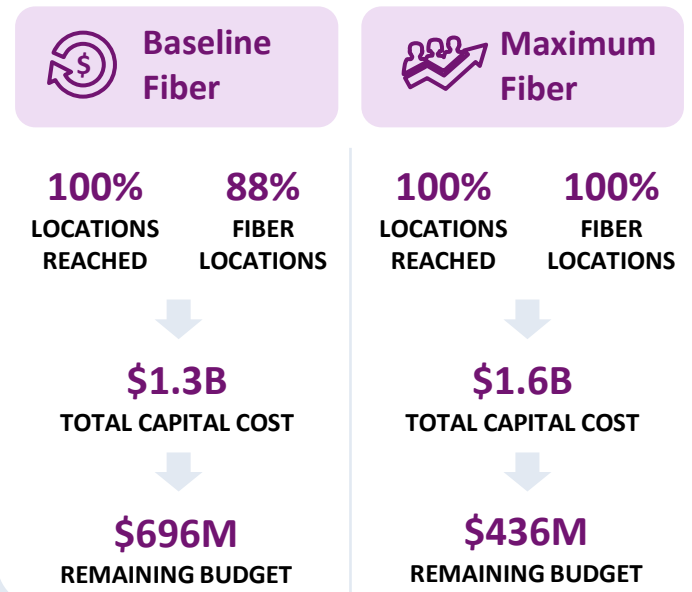 Baseline
Fiber
$
100%
LOCATIONS
REACHED
88%
FIBER
LOCATIONS
$1.3B
TOTAL CAPITAL COST
$696M
REMAINING BUDGET
Maximum
Fiber
100%
LOCATIONS
REACHED
100%
FIBER
LOCATIONS
$1.6B
TOTAL CAPITAL COST
$436M
REMAINING BUDGET